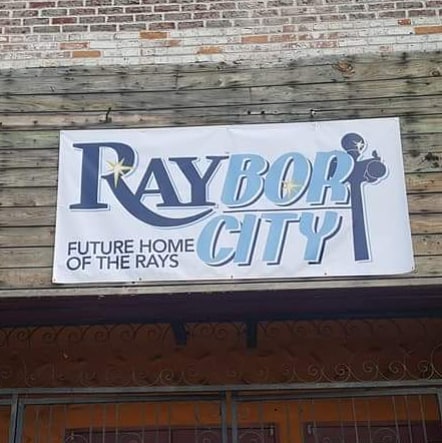 RAYBOR
CITY
FUTURE HOME
OF THE RAYS